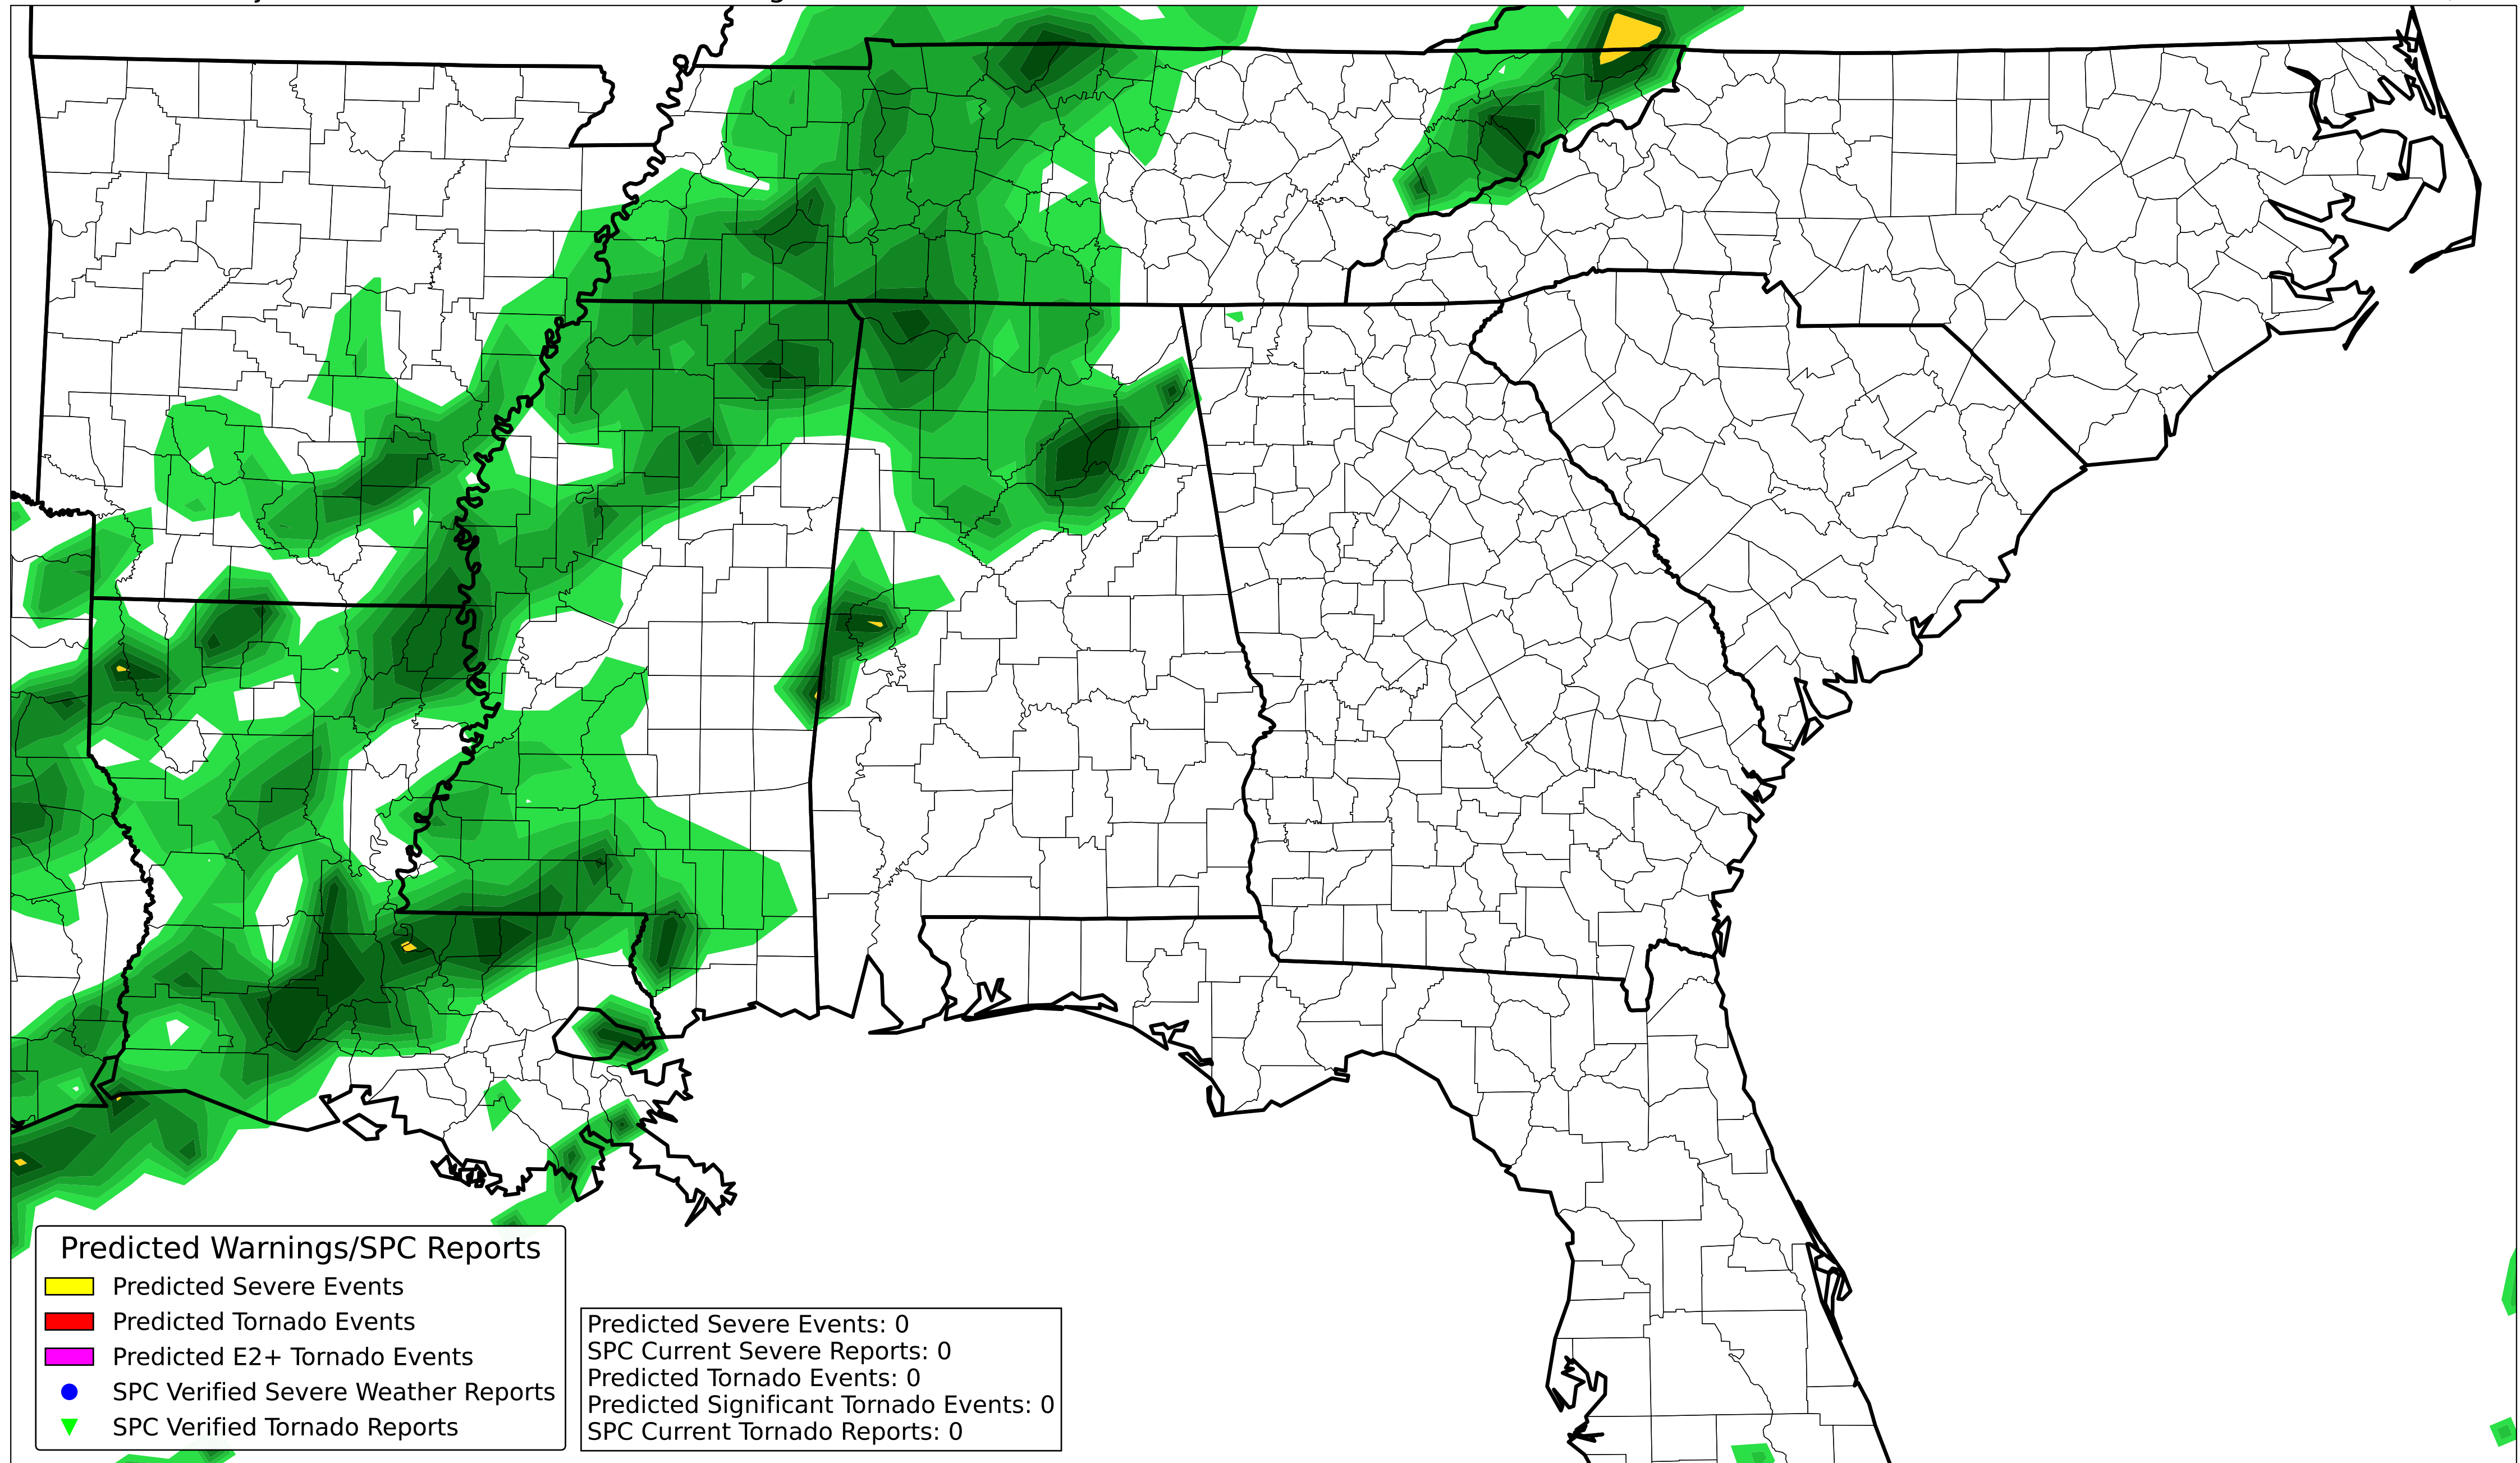 Predicted Warnings/SPC Reports
Predicted Severe Events
Predicted Tornado Events
Predicted E2+ Tornado Events
SPC Verified Severe Weather Reports
SPC Verified Tornado Reports
Predicted Severe Events: 0
SPC Current Severe Reports: 0
Predicted Tornado Events: 0
Predicted Significant Tornado Events: 0
SPC Current Tornado Reports: 0